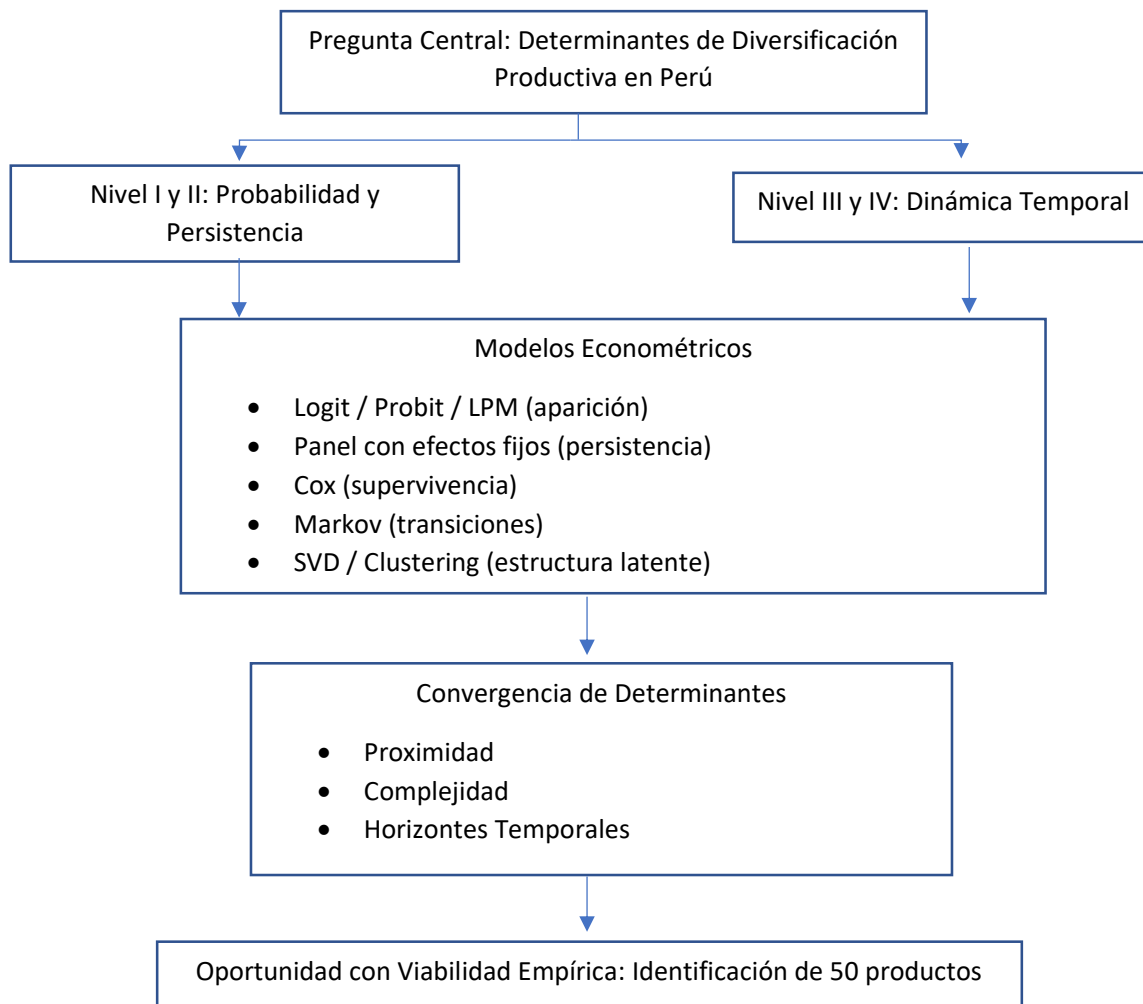 Pregunta Central: Determinantes de Diversificación
Productiva en Perú
Nivel I y II: Probabilidad y
Persistencia
Nivel III y IV: Dinámica Temporal
Modelos Econométricos
• Logit / Probit / LPM (aparición)
• Panel con efectos fijos (persistencia)
• Cox (supervivencia)
• Markov (transiciones)
• SVD / Clustering (estructura latente)
Convergencia de Determinantes
• Proximidad
• Complejidad
• Horizontes Temporales
Oportunidad con Viabilidad Empírica: Identificación de 50 productos